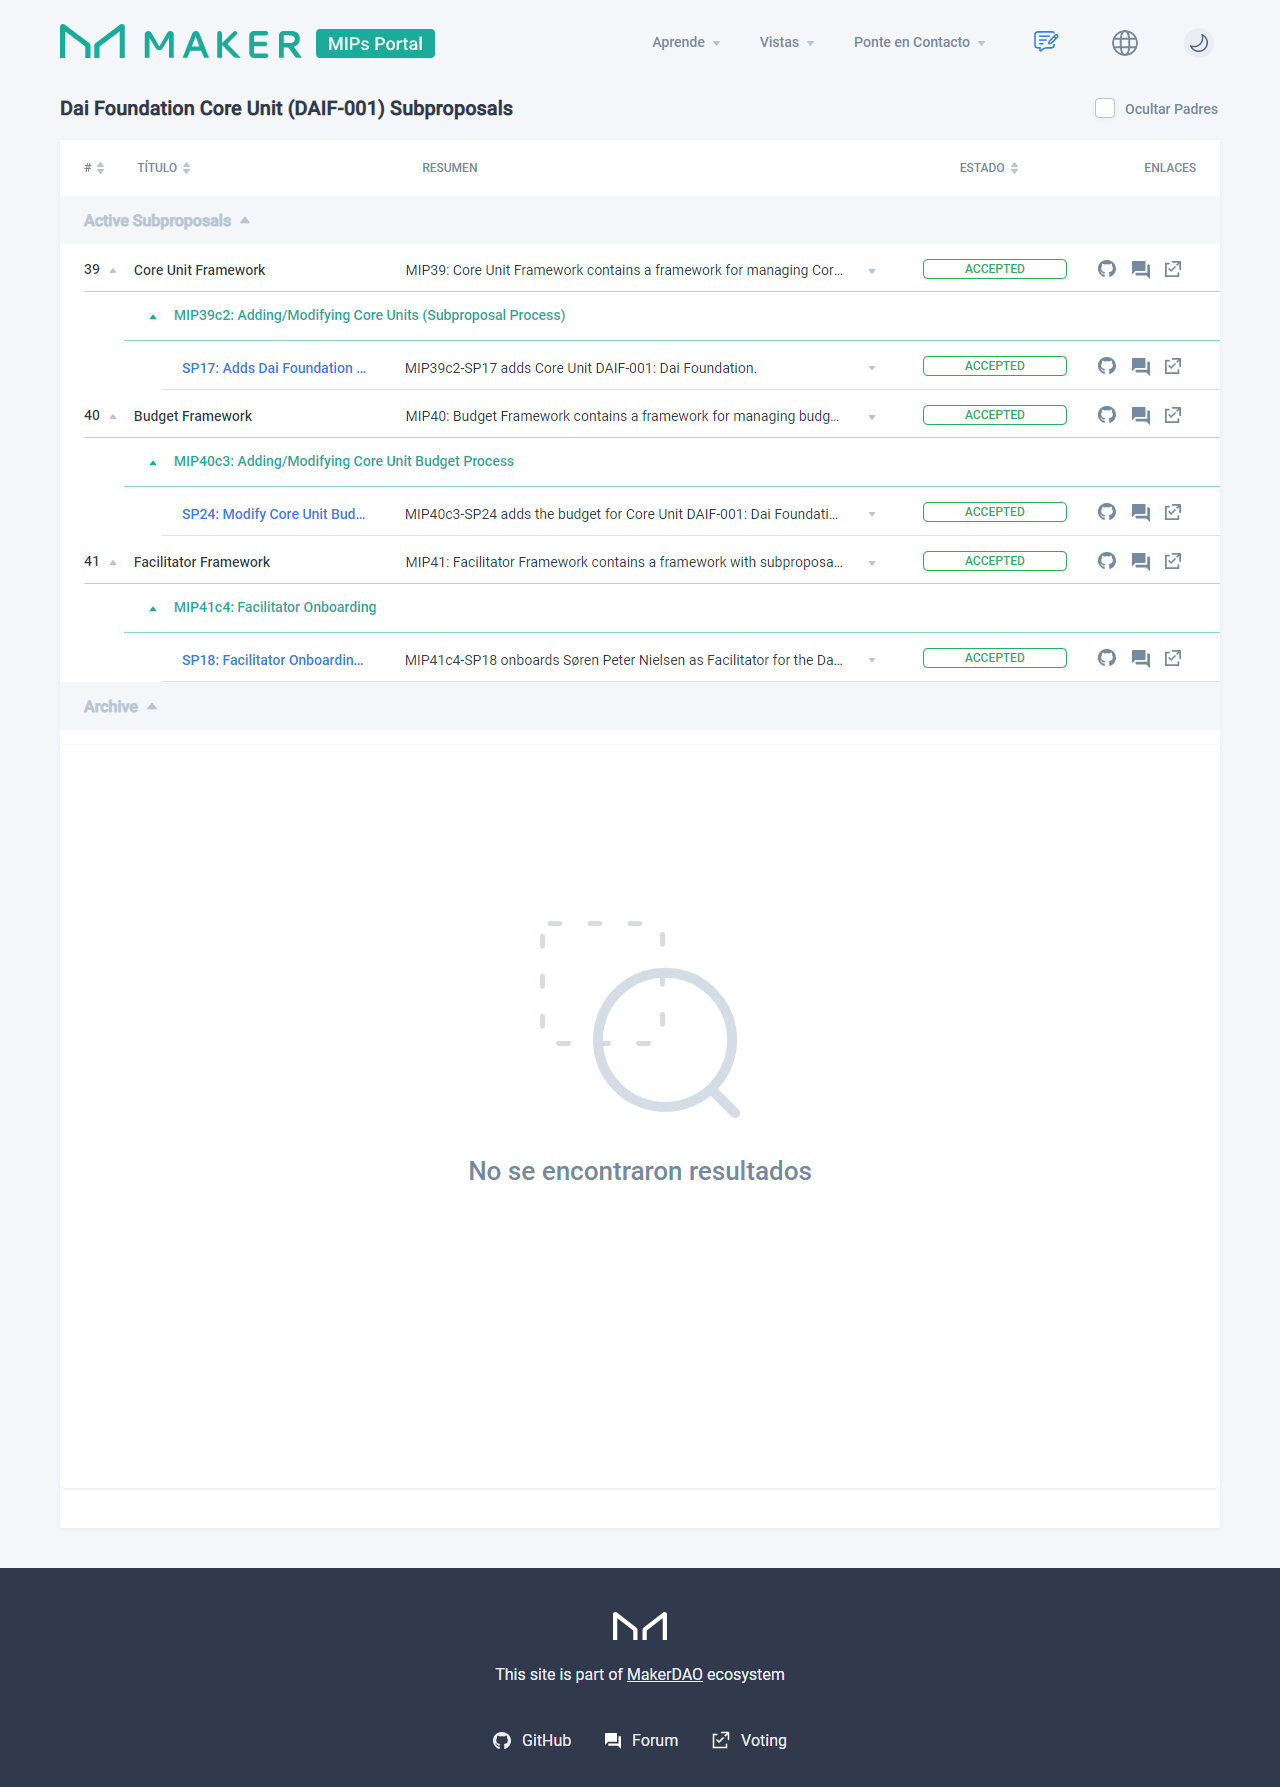 MAKER MIPs Portal
Aprende
Vistas
Ponte en Contacto
Dai Foundation Core Unit (DAIF-001) Subproposals
Ocultar Padres
# TÍTULO RESUMEN ESTADO ENLACES
Active Subproposals
39 Core Unit Framework MIP39: Core Unit Framework contains a framework for managing Cor... ACCEPTED
MIP39c2: Adding/Modifying Core Units (Subproposal Process)
SP17: Adds Dai Foundation ... MIP39c2-SP17 adds Core Unit DAIF-001: Dai Foundation. ACCEPTED
40 Budget Framework MIP40: Budget Framework contains a framework for managing budg... ACCEPTED
MIP40c3: Adding/Modifying Core Unit Budget Process
SP24: Modify Core Unit Bud... MIP40c3-SP24 adds the budget for Core Unit DAIF-001: Dai Foundati... ACCEPTED
41 Facilitator Framework MIP41: Facilitator Framework contains a framework with subproposa... ACCEPTED
MIP41c4: Facilitator Onboarding
SP18: Facilitator Onboardin... MIP41c4-SP18 onboards Søren Peter Nielsen as Facilitator for the Da... ACCEPTED
Archive
No se encontraron resultados
This site is part of MakerDAO ecosystem
GitHub
Forum
Voting